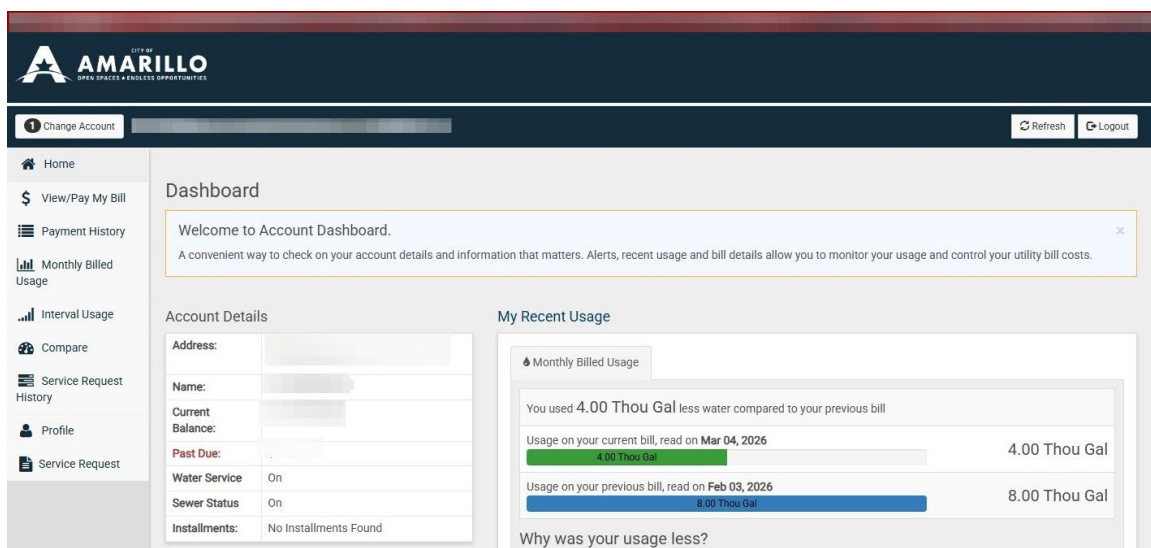 CITY OF
AMARILLO
OPEN SPACES ★ ENDLESS OPPORTUNITIES
1 Change Account
Refresh
Logout
Home
View/Pay My Bill
Payment History
Monthly Billed
Usage
Interval Usage
Compare
Service Request
History
Profile
Service Request
Dashboard
Welcome to Account Dashboard.
×
A convenient way to check on your account details and information that matters. Alerts, recent usage and bill details allow you to monitor your usage and control your utility bill costs.
Account Details
Address:
Name:
Current
Balance:
Past Due:
Water Service On
Sewer Status On
Installments: No Installments Found
My Recent Usage
Monthly Billed Usage
You used 4.00 Thou Gal less water compared to your previous bill
Usage on your current bill, read on Mar 04, 2026
4.00 Thou Gal
4.00 Thou Gal
Usage on your previous bill, read on Feb 03, 2026
8.00 Thou Gal
8.00 Thou Gal
Why was your usage less?